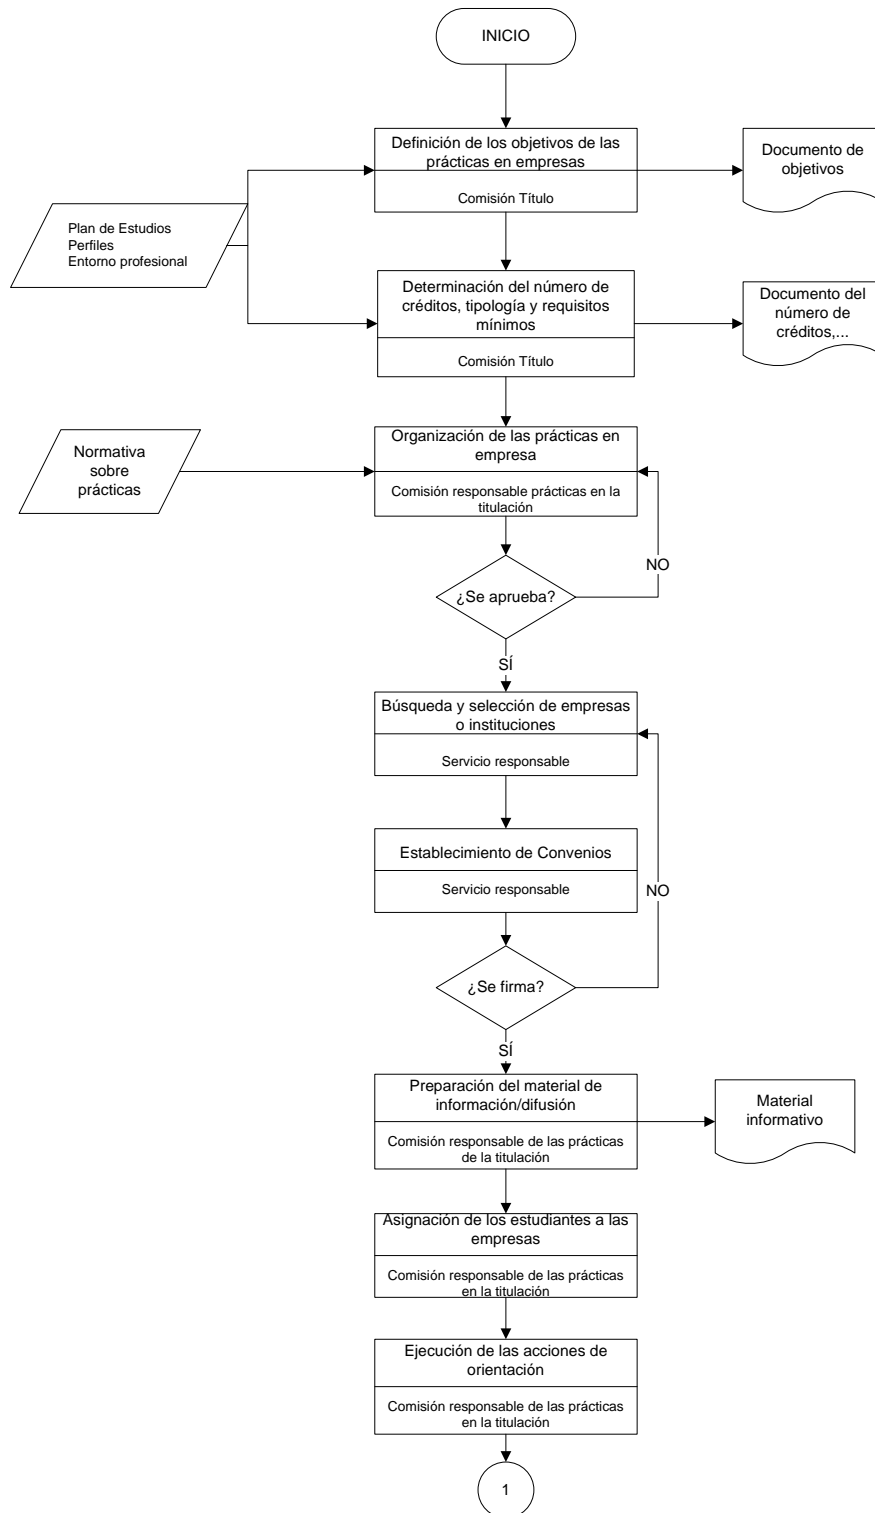 INICIO
Definición de los objetivos de las
prácticas en empresas
Comisión Título
Documento de
objetivos
Plan de Estudios
Perfiles
Entorno profesional
Determinación del número de
créditos, tipología y requisitos
mínimos
Comisión Título
Documento del
número de
créditos,...
Organización de las prácticas en
empresa
Comisión responsable prácticas en la
titulación
Normativa
sobre
prácticas
NO
¿Se aprueba?
SÍ
Búsqueda y selección de empresas
o instituciones
Servicio responsable
Establecimiento de Convenios
Servicio responsable
NO
¿Se firma?
SÍ
Preparación del material de
información/difusión
Comisión responsable de las prácticas
de la titulación
Material
informativo
Asignación de los estudiantes a las
empresas
Comisión responsable de las prácticas
en la titulación
Ejecución de las acciones de
orientación
Comisión responsable de las prácticas
en la titulación
1